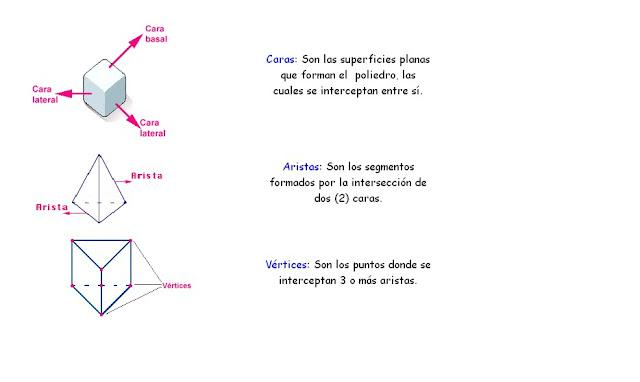 Cara
basal
Cara
lateral
Cara
lateral
Caras: Son las superficies planas
que forman el poliedro, las
cuales se interceptan entre sí.
Arista
Arista
Aristas: Son los segmentos
formados por la intersección de
dos (2) caras.
Vértices
Vértices: Son los puntos donde se
interceptan 3 o más aristas.